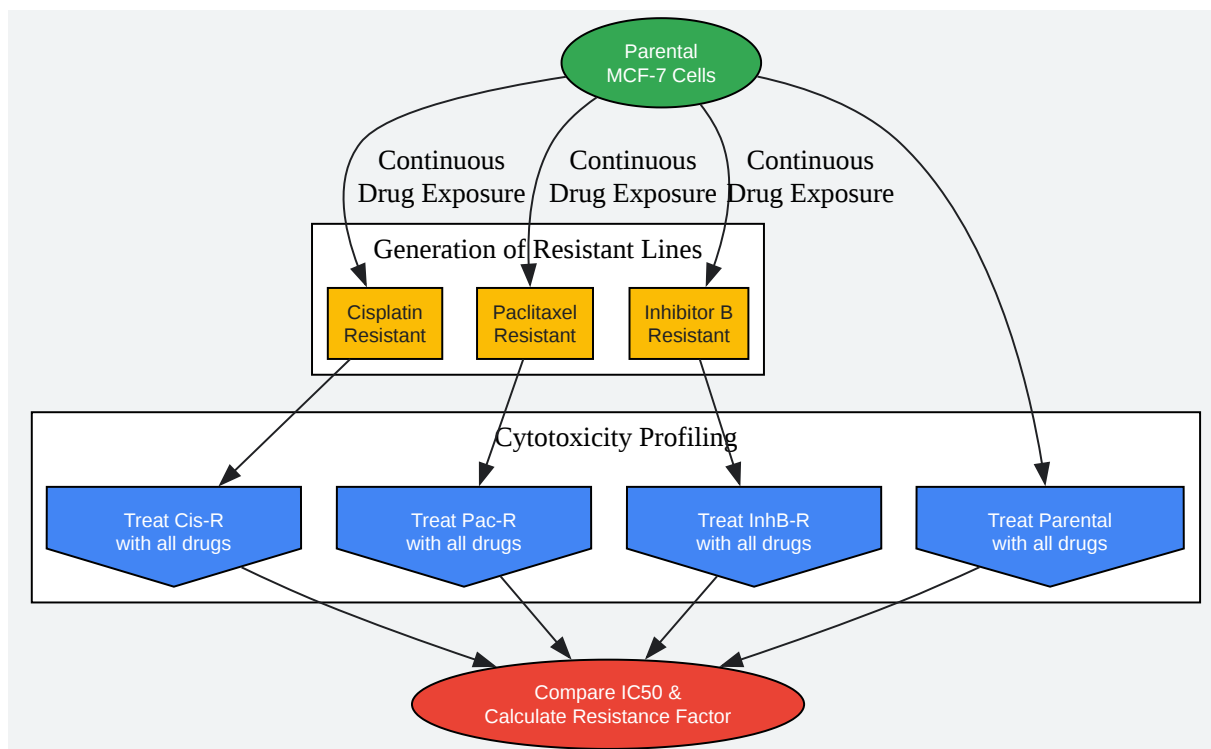 Parental
MCF-7 Cells
Continuous
Drug Exposure
Continuous
Drug Exposure
Continuous
Drug Exposure
Generation of Resistant Lines
Cisplatin
Resistant
Paclitaxel
Resistant
Inhibitor B
Resistant
Cytotoxicity Profiling
Treat Cis-R
with all drugs
Treat Pac-R
with all drugs
Treat InhB-R
with all drugs
Treat Parental
with all drugs
Compare IC50 &
Calculate Resistance Factor